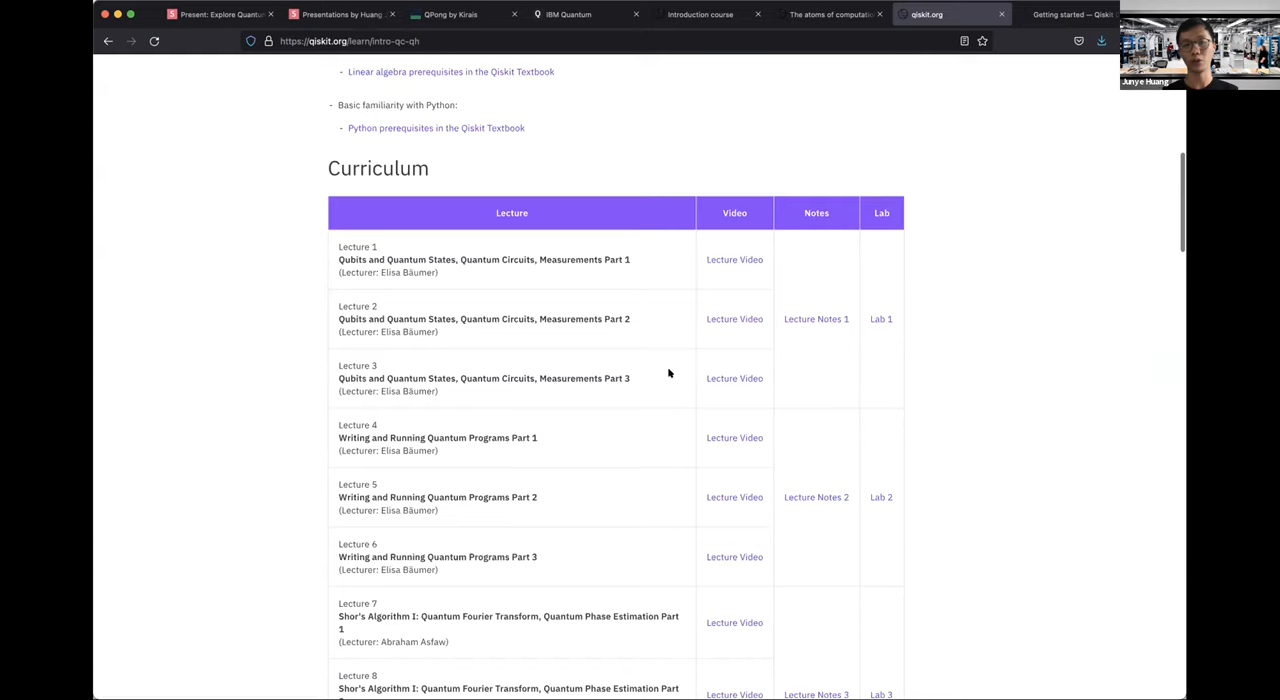 Present: Explore Quantum
Presentations by Huang
QPong by Kirais
IBM Quantum
Introduction course
The atoms of computatio
qiskit.org
Getting started — Qiskit
https://qiskit.org/learn/intro-qc-qh
Junye Huang
- Linear algebra prerequisites in the Qiskit Textbook
- Basic familiarity with Python:
- Python prerequisites in the Qiskit Textbook
Curriculum
Lecture Video Notes Lab
Lecture 1
Qubits and Quantum States, Quantum Circuits, Measurements Part 1
(Lecturer: Elisa Bäumer)
Lecture Video
Lecture 2
Qubits and Quantum States, Quantum Circuits, Measurements Part 2
(Lecturer: Elisa Bäumer)
Lecture Video
Lecture Notes 1
Lab 1
Lecture 3
Qubits and Quantum States, Quantum Circuits, Measurements Part 3
(Lecturer: Elisa Bäumer)
Lecture Video
Lecture 4
Writing and Running Quantum Programs Part 1
(Lecturer: Elisa Bäumer)
Lecture Video
Lecture 5
Writing and Running Quantum Programs Part 2
(Lecturer: Elisa Bäumer)
Lecture Video
Lecture Notes 2
Lab 2
Lecture 6
Writing and Running Quantum Programs Part 3
(Lecturer: Elisa Bäumer)
Lecture Video
Lecture 7
Shor's Algorithm I: Quantum Fourier Transform, Quantum Phase Estimation Part
1
(Lecturer: Abraham Asfaw)
Lecture Video
Lecture 8
Shor's Algorithm I: Quantum Fourier Transform, Quantum Phase Estimation Part
Lecture Video
Lecture Notes 3
Lab 3